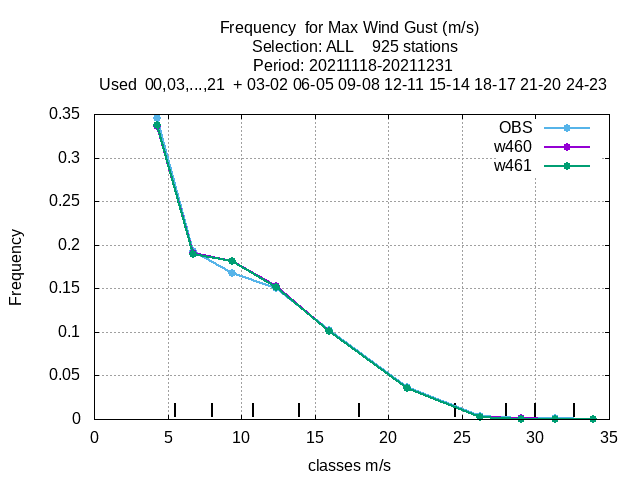 Frequency  for Max Wind Gust (m/s)
Selection: ALL    925 stations
Period: 20211118-20211231
Used  00,03,...,21  + 03-02 06-05 09-08 12-11 15-14 18-17 21-20 24-23
OBS
w460
w461
0.35
0.3
0.25
0.2
0.15
0.1
0.05
0
Frequency
0 5 10 15 20 25 30 35
classes m/s